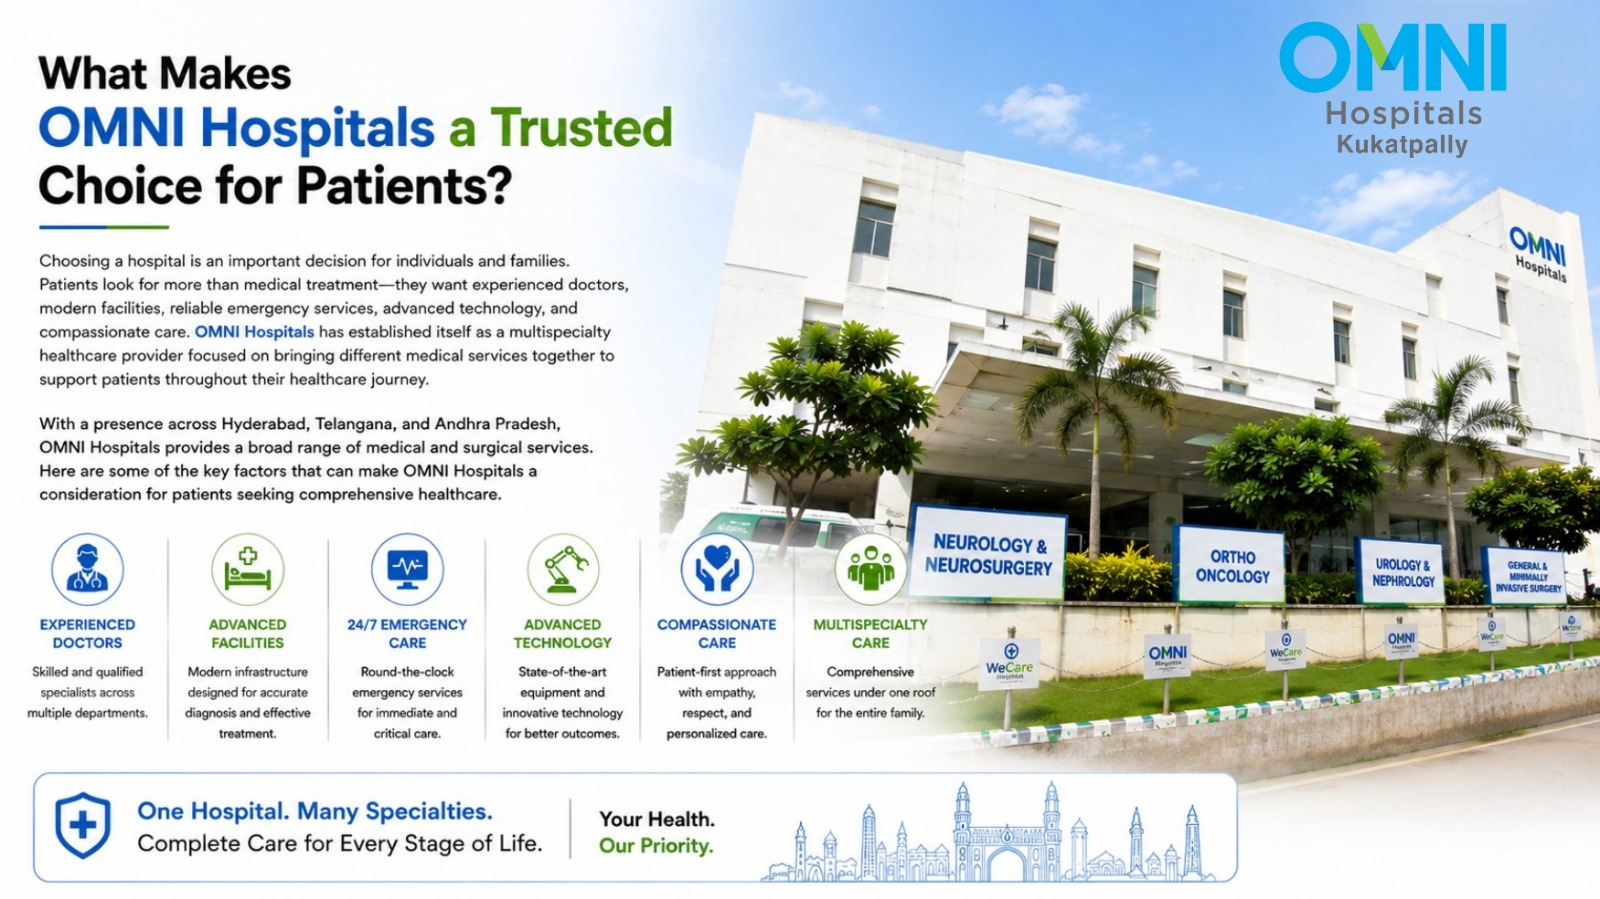 OMNI
Hospitals
Kukatpally
What Makes
OMNI Hospitals a Trusted
Choice for Patients?
Choosing a hospital is an important decision for individuals and families.
Patients look for more than medical treatment—they want experienced doctors,
modern facilities, reliable emergency services, advanced technology, and
compassionate care. OMNI Hospitals has established itself as a multispecialty
healthcare provider focused on bringing different medical services together to
support patients throughout their healthcare journey.
With a presence across Hyderabad, Telangana, and Andhra Pradesh,
OMNI Hospitals provides a broad range of medical and surgical services.
Here are some of the key factors that can make OMNI Hospitals a
consideration for patients seeking comprehensive healthcare.
EXPERIENCED
DOCTORS
Skilled and qualified
specialists across
multiple departments.
ADVANCED
FACILITIES
Modern infrastructure
designed for accurate
diagnosis and effective
treatment.
24/7 EMERGENCY
CARE
Round-the-clock
emergency services
for immediate and
critical care.
ADVANCED
TECHNOLOGY
State-of-the-art
equipment and
innovative technology
for better outcomes.
COMPASSIONATE
CARE
Patient-first approach
with empathy,
respect, and
personalized care.
MULTISPECIALTY
CARE
Comprehensive
services under one roof
for the entire family.
OMNI
Hospitals
NEUROLOGY &
NEUROSURGERY
ORTHO
ONCOLOGY
UROLOGY &
NEPHROLOGY
GENERAL &
MINIMALLY
INVASIVE SURGERY
WeCare
OMNI
WeCare
OMNI
WeCare
One Hospital. Many Specialties.
Complete Care for Every Stage of Life.
Your Health.
Our Priority.